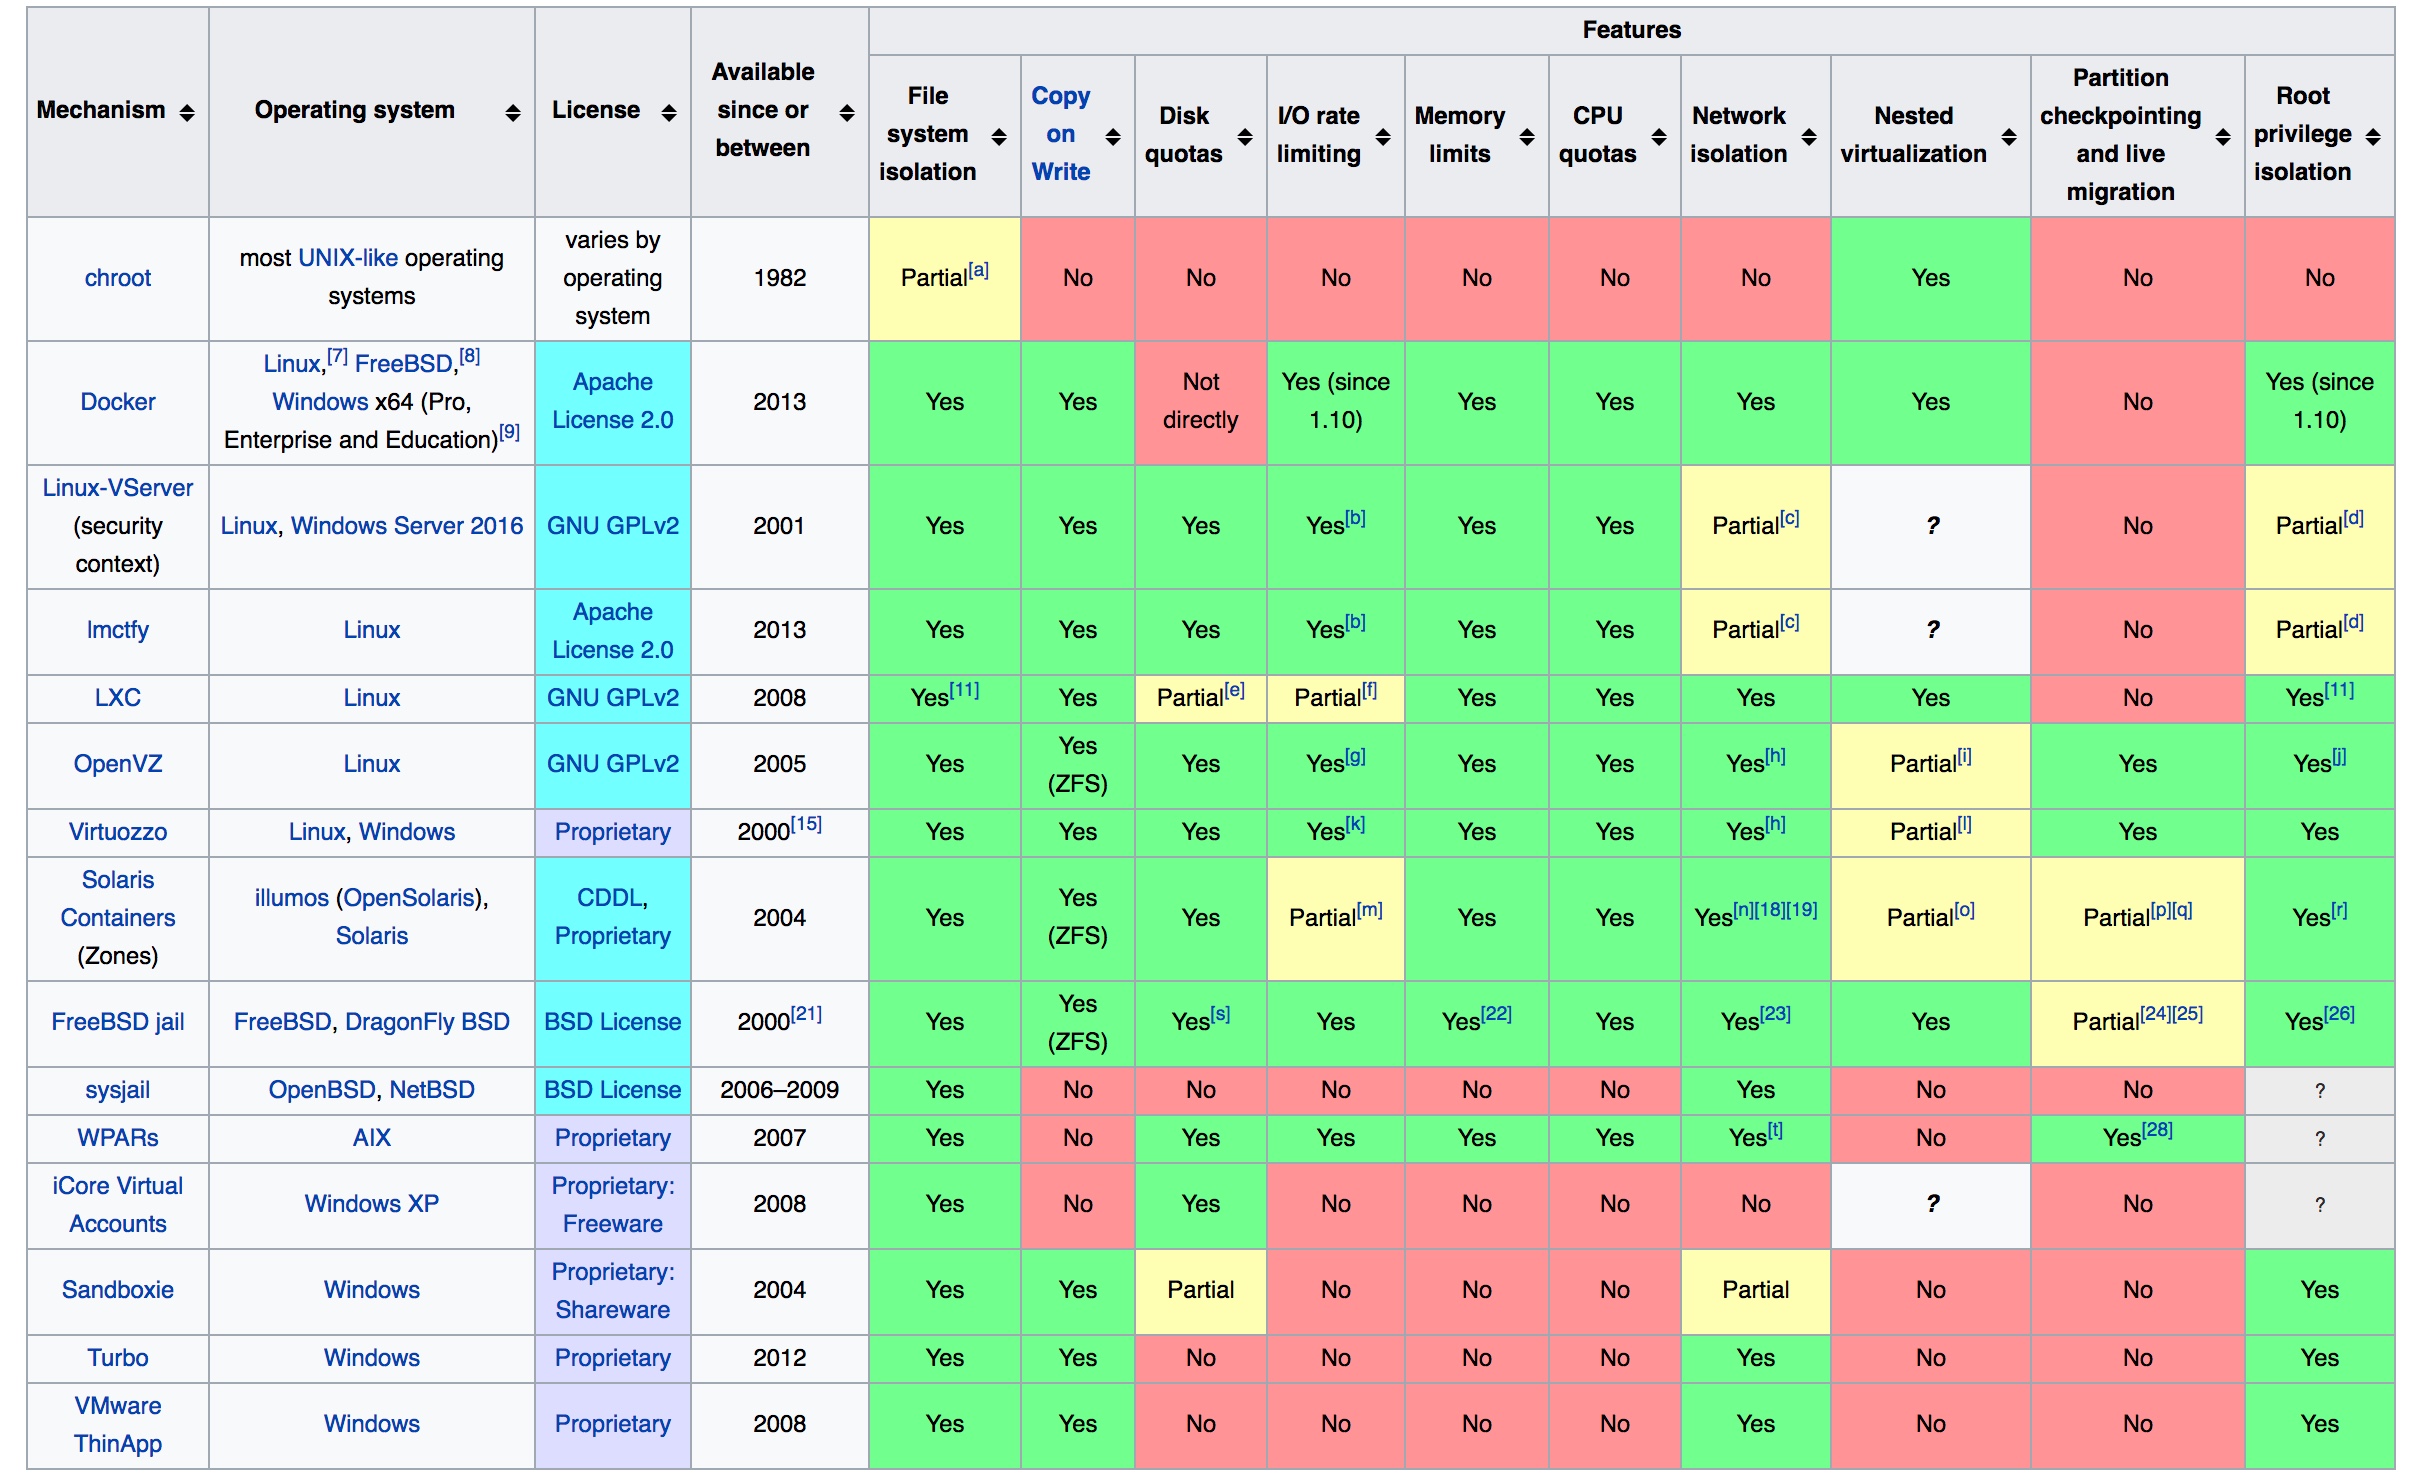 Features
Mechanism
Operating system
License
Available
since or
between
File
system
isolation
Copy
on
Write
Disk
quotas
I/O rate
limiting
Memory
limits
CPU
quotas
Network
isolation
Nested
virtualization
Partition
checkpointing
and live
migration
Root
privilege
isolation
chroot
most UNIX-like operating
systems
varies by
operating
system
1982
Partial[a]
No
No
No
No
No
No
Yes
No
No
Docker
Linux,[7] FreeBSD,[8]
Windows x64 (Pro,
Enterprise and Education)[9]
Apache
License 2.0
2013
Yes
Yes
Not
directly
Yes (since
1.10)
Yes
Yes
Yes
Yes
No
Yes (since
1.10)
Linux-VServer
(security
context)
Linux, Windows Server 2016
GNU GPLv2
2001
Yes
Yes
Yes
Yes[b]
Yes
Yes
Partial[c]
?
No
Partial[d]
lmctfy
Linux
Apache
License 2.0
2013
Yes
Yes
Yes
Yes[b]
Yes
Yes
Partial[c]
?
No
Partial[d]
LXC
Linux
GNU GPLv2
2008
Yes[11]
Yes
Partial[e]
Partial[f]
Yes
Yes
Yes
Yes
No
Yes[11]
OpenVZ
Linux
GNU GPLv2
2005
Yes
Yes
(ZFS)
Yes
Yes[g]
Yes
Yes
Yes[h]
Partial[i]
Yes
Yes[j]
Virtuozzo
Linux, Windows
Proprietary
2000[15]
Yes
Yes
Yes
Yes[k]
Yes
Yes
Yes[h]
Partial[l]
Yes
Yes
Solaris
Containers
(Zones)
illumos (OpenSolaris),
Solaris
CDDL,
Proprietary
2004
Yes
Yes
(ZFS)
Yes
Partial[m]
Yes
Yes
Yes[n][18][19]
Partial[o]
Partial[p][q]
Yes[r]
FreeBSD jail
FreeBSD, DragonFly BSD
BSD License
2000[21]
Yes
Yes
(ZFS)
Yes[s]
Yes
Yes[22]
Yes
Yes[23]
Yes
Partial[24][25]
Yes[26]
sysjail
OpenBSD, NetBSD
BSD License
2006–2009
Yes
No
No
No
No
No
Yes
No
No
?
WPARs
AIX
Proprietary
2007
Yes
No
Yes
Yes
Yes
Yes
Yes[t]
No
Yes[28]
?
iCore Virtual
Accounts
Windows XP
Proprietary:
Freeware
2008
Yes
No
Yes
No
No
No
No
?
No
?
Sandboxie
Windows
Proprietary:
Shareware
2004
Yes
Yes
Partial
No
No
No
Partial
No
No
Yes
Turbo
Windows
Proprietary
2012
Yes
Yes
No
No
No
No
Yes
No
No
Yes
VMware
ThinApp
Windows
Proprietary
2008
Yes
Yes
No
No
No
No
Yes
No
No
Yes